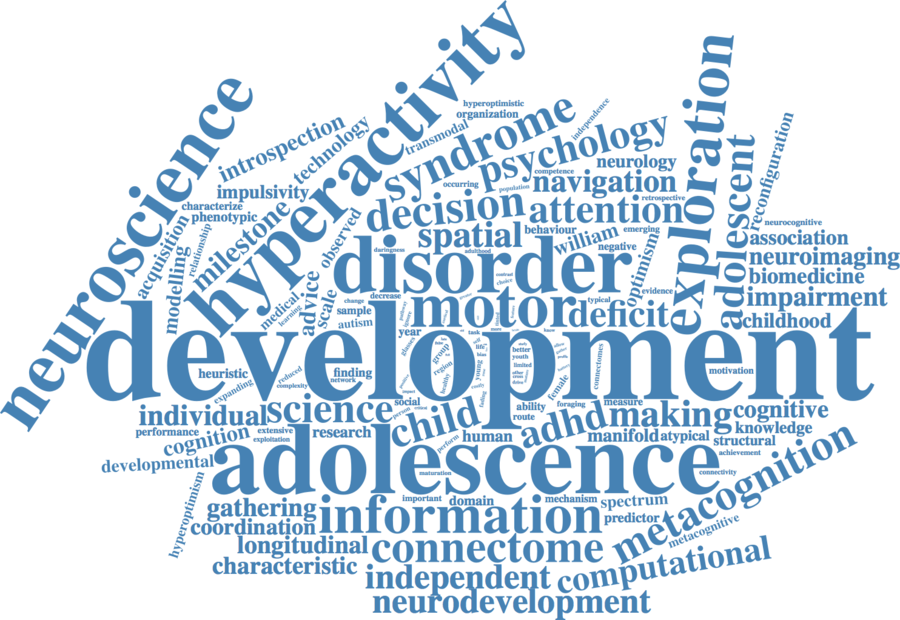 neuroscience
hyperactivity
hyperoptimistic
organization
transmodal
independence
introspection
technology
syndrome
psychology
exploration
adolescent
reconfiguration
impulsivity
characterize
phenotypic
relationship
acquisition
modelling
milestone
observed
occurring
competence
population
neurology
navigation
retrospective
decision
attention
spatial
behaviour
emerging
william
negative
optimism
neurocognitive
association
neuroimaging
biomedicine
impairment
childhood
daringness
adulthood
disorder
contrast
choice
evidence
medical
learning
advice
scale
change
decrease
sample
autism
year
motor
typical
deficit
development
glasses
task
group
region
healthy
life
bias
young
better
youth
limited
female
connectomes
motivation
heuristic
reduced
complexity
expanding
finding
network
individual
science
social
person
child
ability
route
foraging
measure
adhd
making
cognitive
knowledge
performance
cognition
extensive
exploitation
research
perform
human
manifold
atypical
structural
achievement
developmental
adolescence
maturation
connectivity
hyperoptimism
important
domain
mechanism
spectrum
predictor
metacognition
metacognitive
gathering
information
coordination
longitudinal
connectome
characteristic
independent
computational
neurodevelopment